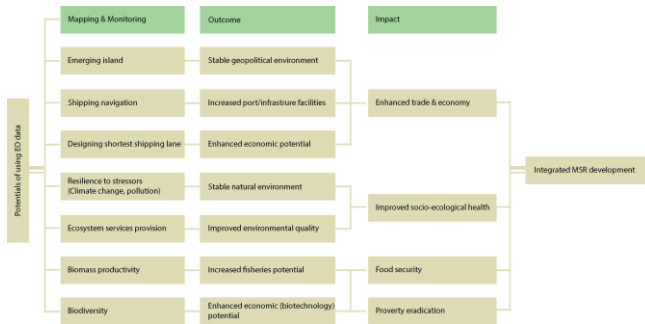 Mapping & Monitoring
Outcome
Impact
Emerging island
Stable geopolitical environment
Shipping navigation
Increased port/infrastrure facilities
Enhanced trade & economy
Designing shortest shipping lane
Enhanced economic potential
Potentials of using EO data
Integrated MSR development
Resilience to stressors
(Climate change, pollution)
Stable natural environment
Improved socio-ecological health
Ecosystem services provision
Improved environmental quality
Biomass productivity
Increased fisheries potential
Food security
Biodiversity
Enhanced economic (biotechnology)
potential
Proverty eradication